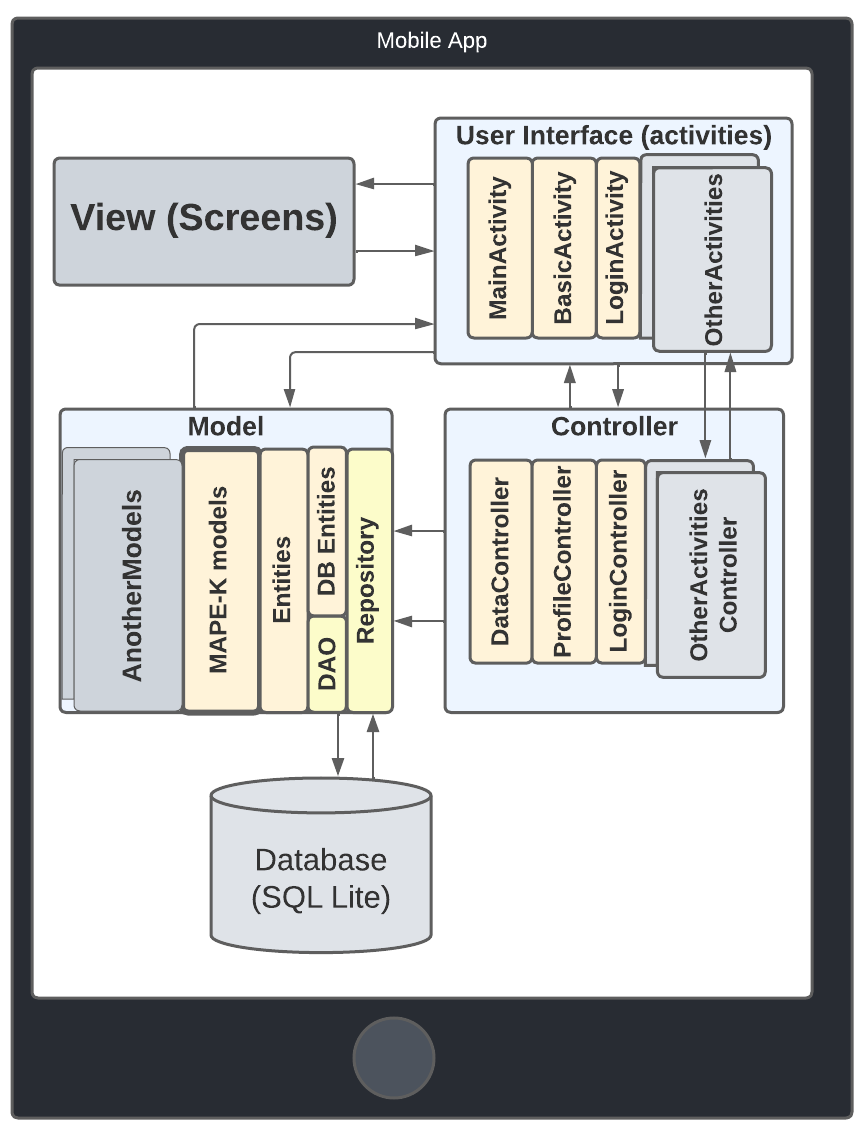 Mobile App
User Interface (activities)
View (Screens)
MainActivity
BasicActivity
LoginActivity
OtherActivities
Model
AnotherModels
MAPE-K models
Entities
DB Entities
DAO
Repository
Controller
DataController
ProfileController
LoginController
OtherActivities
Controller
Database
(SQL Lite)